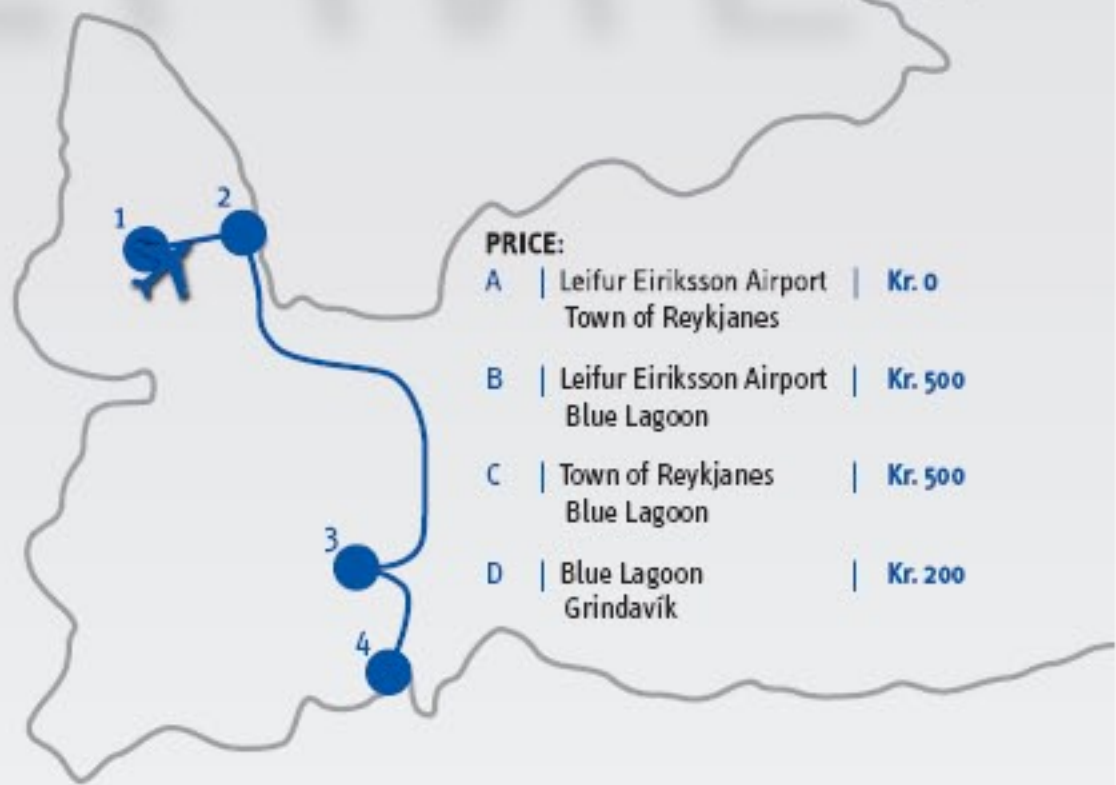 1
2
PRICE:
A | Leifur Eiriksson Airport | Kr. 0
Town of Reykjanes
B | Leifur Eiriksson Airport | Kr. 500
Blue Lagoon
C | Town of Reykjanes | Kr. 500
Blue Lagoon
3
D | Blue Lagoon | Kr. 200
Grindavík
4